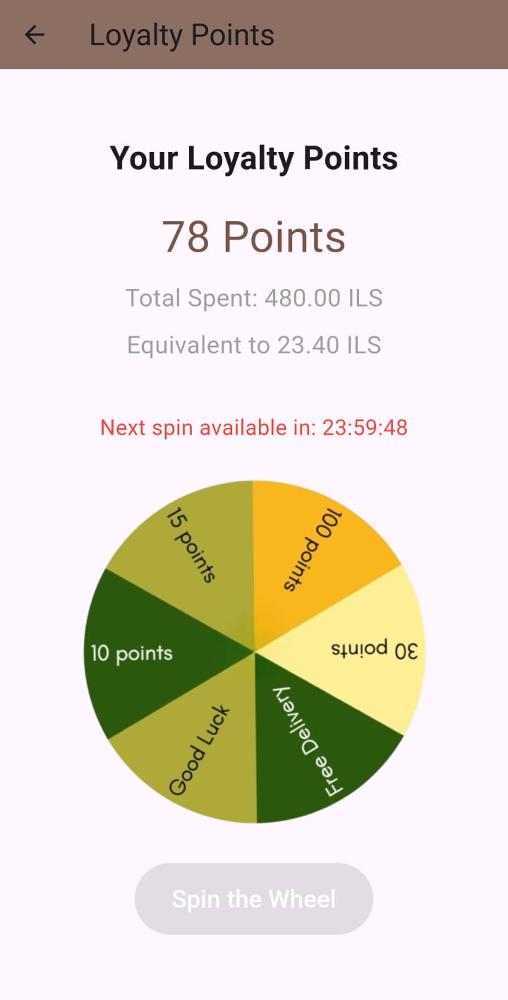 Loyalty Points
Your Loyalty Points
78 Points
Total Spent: 480.00 ILS
Equivalent to 23.40 ILS
Next spin available in: 23:59:48
15 points
100 points
10 points
30 points
Good Luck
Free Delivery
Spin the Wheel